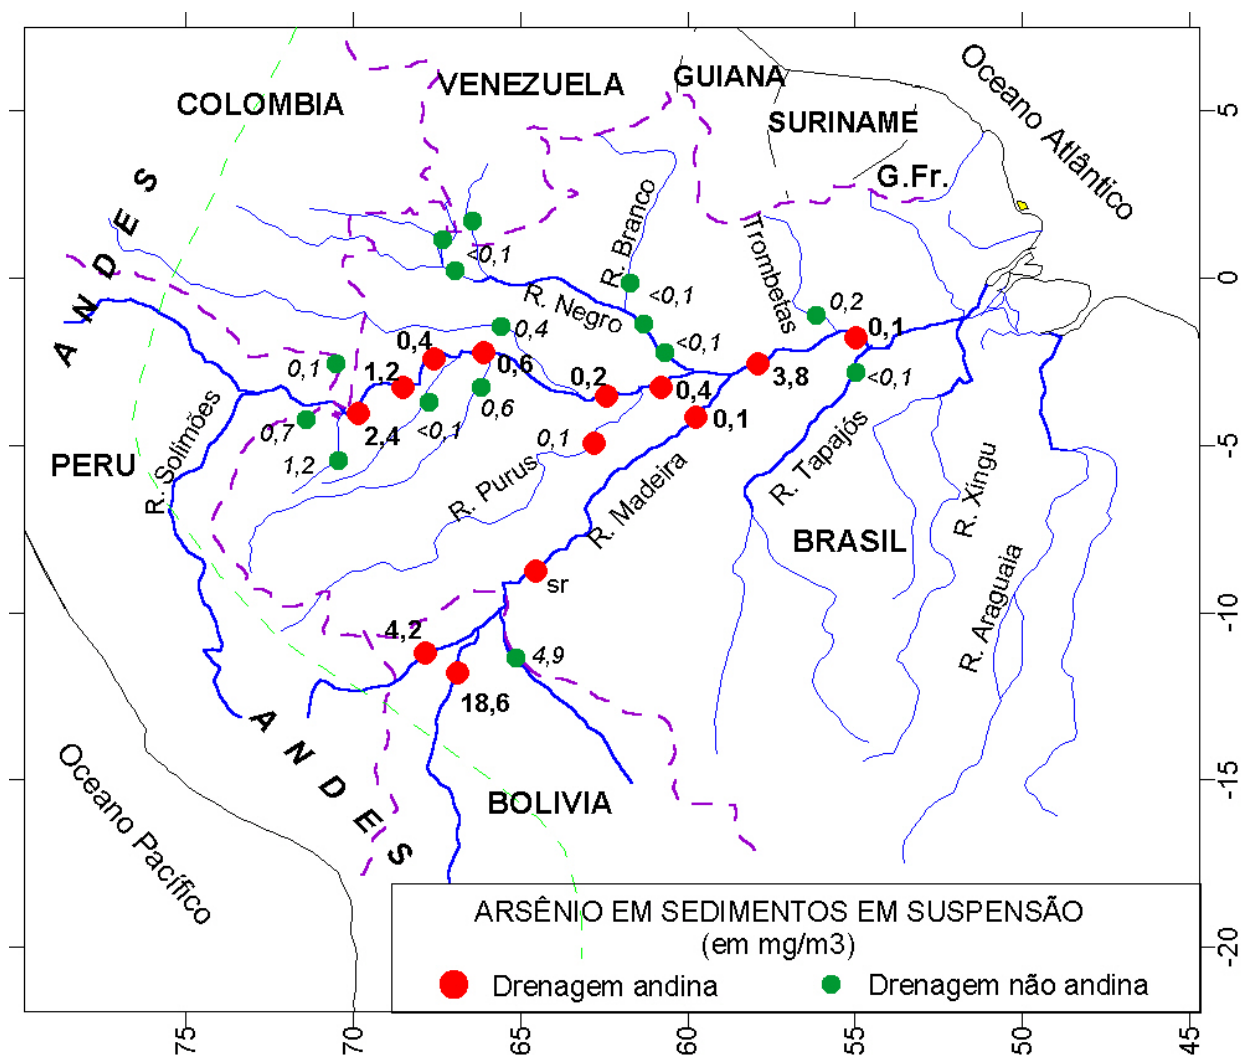 COLOMBIA
VENEZUELA
GUIANA
SURINAME
G.Fr.
Oceano Atlântico
ANDES
R. Branco
Trombetas
R. Negro
<0,1
<0,1
<0,1
0,2
0,1
<0,1
0,4
0,4
0,6
0,1
1,2
2,4
0,7
1,2
<0,1
0,6
0,2
0,4
3,8
0,1
0,1
PERU
R. Solimões
R. Purus
R. Madeira
R. Tapajós
R. Xingu
R. Araguaia
BRASIL
sr
4,2
18,6
4,9
ANDES
BOLIVIA
Oceano Pacífico
5
0
-5
-10
-15
-20
ARSÊNIO EM SEDIMENTOS EM SUSPENSÃO
(em mg/m3)
Drenagem andina
Drenagem não andina
75
70
65
60
55
50
45